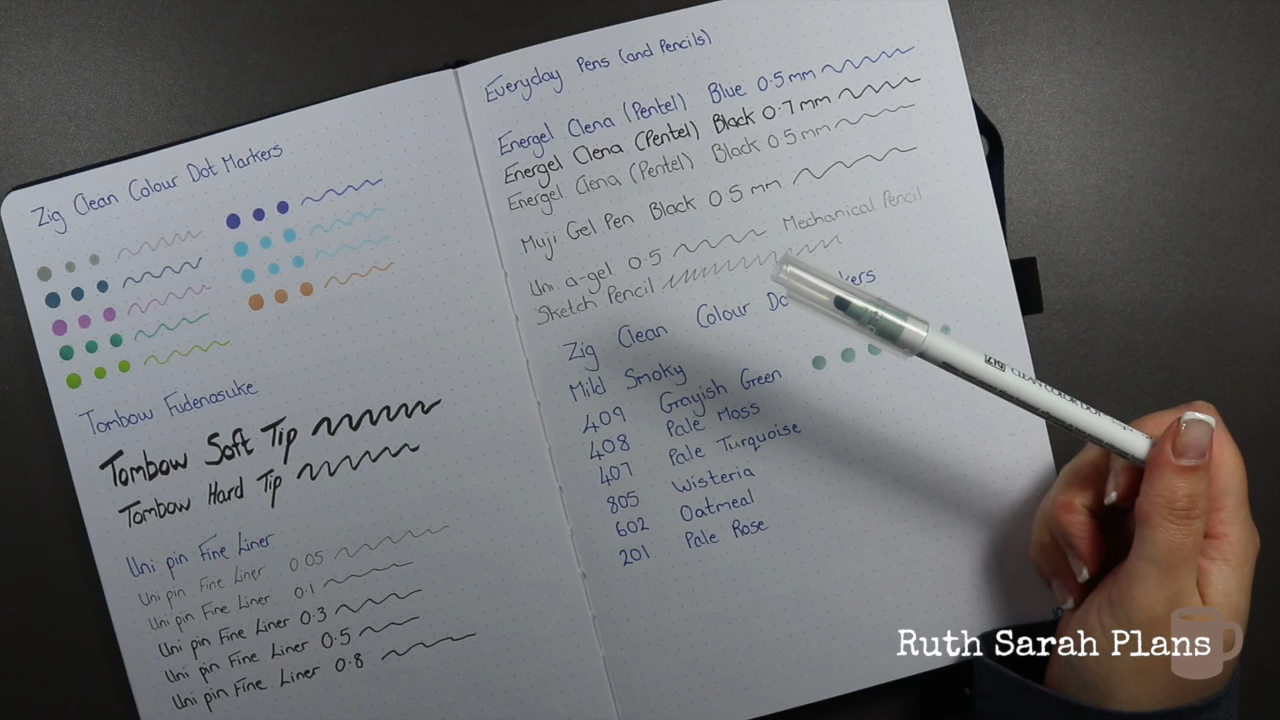 Zig Clean Colour Dot Markers
Tombow Fudenosuke
Tombow Soft Tip
Tombow Hard Tip
Uni pin Fine Liner
Uni pin Fine Liner 0.05
Uni pin Fine Liner 0.1
Uni pin Fine Liner 0.3
Uni pin Fine Liner 0.5
Uni pin Fine Liner 0.8
Everyday Pens (and Pencils)
Energel Clena (Pentel) Blue 0.5mm
Energel Clena (Pentel) Black 0.7mm
Energel Clena (Pentel) Black 0.5mm
Muji Gel Pen Black 0.5mm
Uni a-gel 0.5 Mechanical Pencil
Sketch Pencil
Zig Clean Colour
Mild Smoky
409 Grayish Green
408 Pale Moss
407 Pale Turquoise
805 Wisteria
602 Oatmeal
201 Pale Rose
ZIG CLEAN COLOR DOT
Ruth Sarah Plans